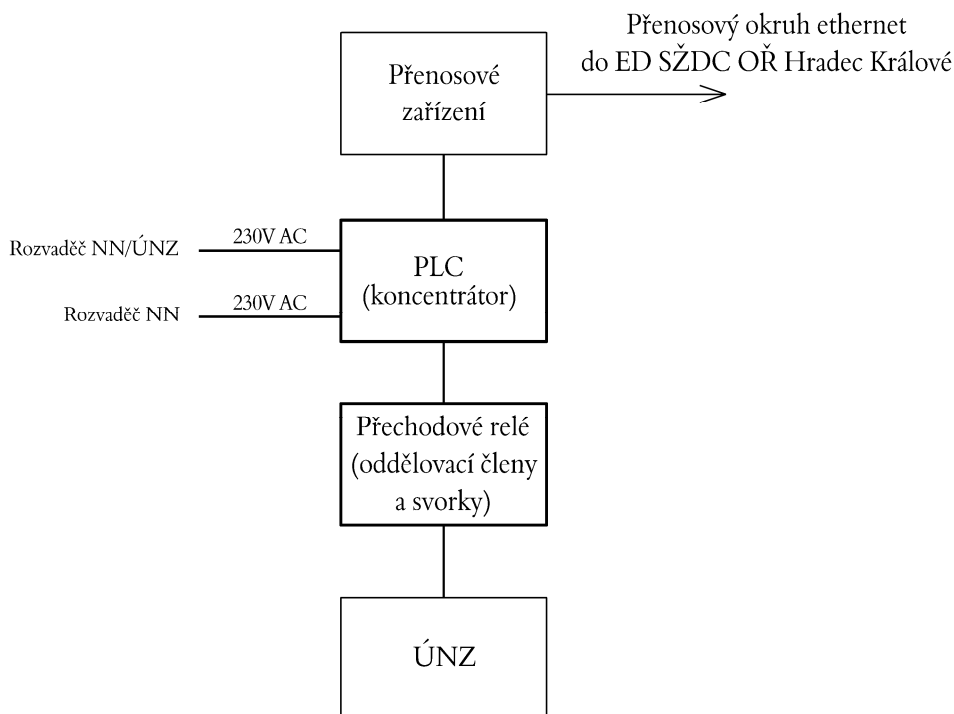 Přenosový okruh ethernet
do ED SŽDC OŘ Hradec Králové
Přenosové
zařízení
Rozvaděč NN/ÚNZ
230V AC
Rozvaděč NN
230V AC
PLC
(koncentrátor)
Přechodové relé
(oddělovací členy
a svorky)
ÚNZ